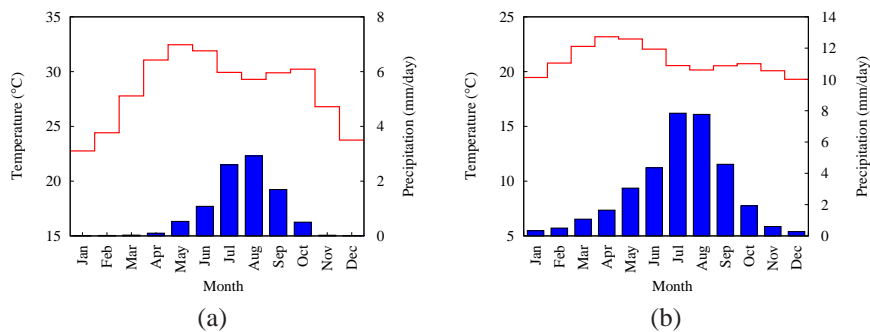 35
30
25
20
15
Temperature (°C)
8
6
4
2
0
Precipitation (mm/day)
Jan
Feb
Mar
Apr
May
Jun
Jul
Aug
Sep
Oct
Nov
Dec
Month
(a)
25
20
15
10
5
Temperature (°C)
14
12
10
8
6
4
2
0
Precipitation (mm/day)
Jan
Feb
Mar
Apr
May
Jun
Jul
Aug
Sep
Oct
Nov
Dec
Month
(b)